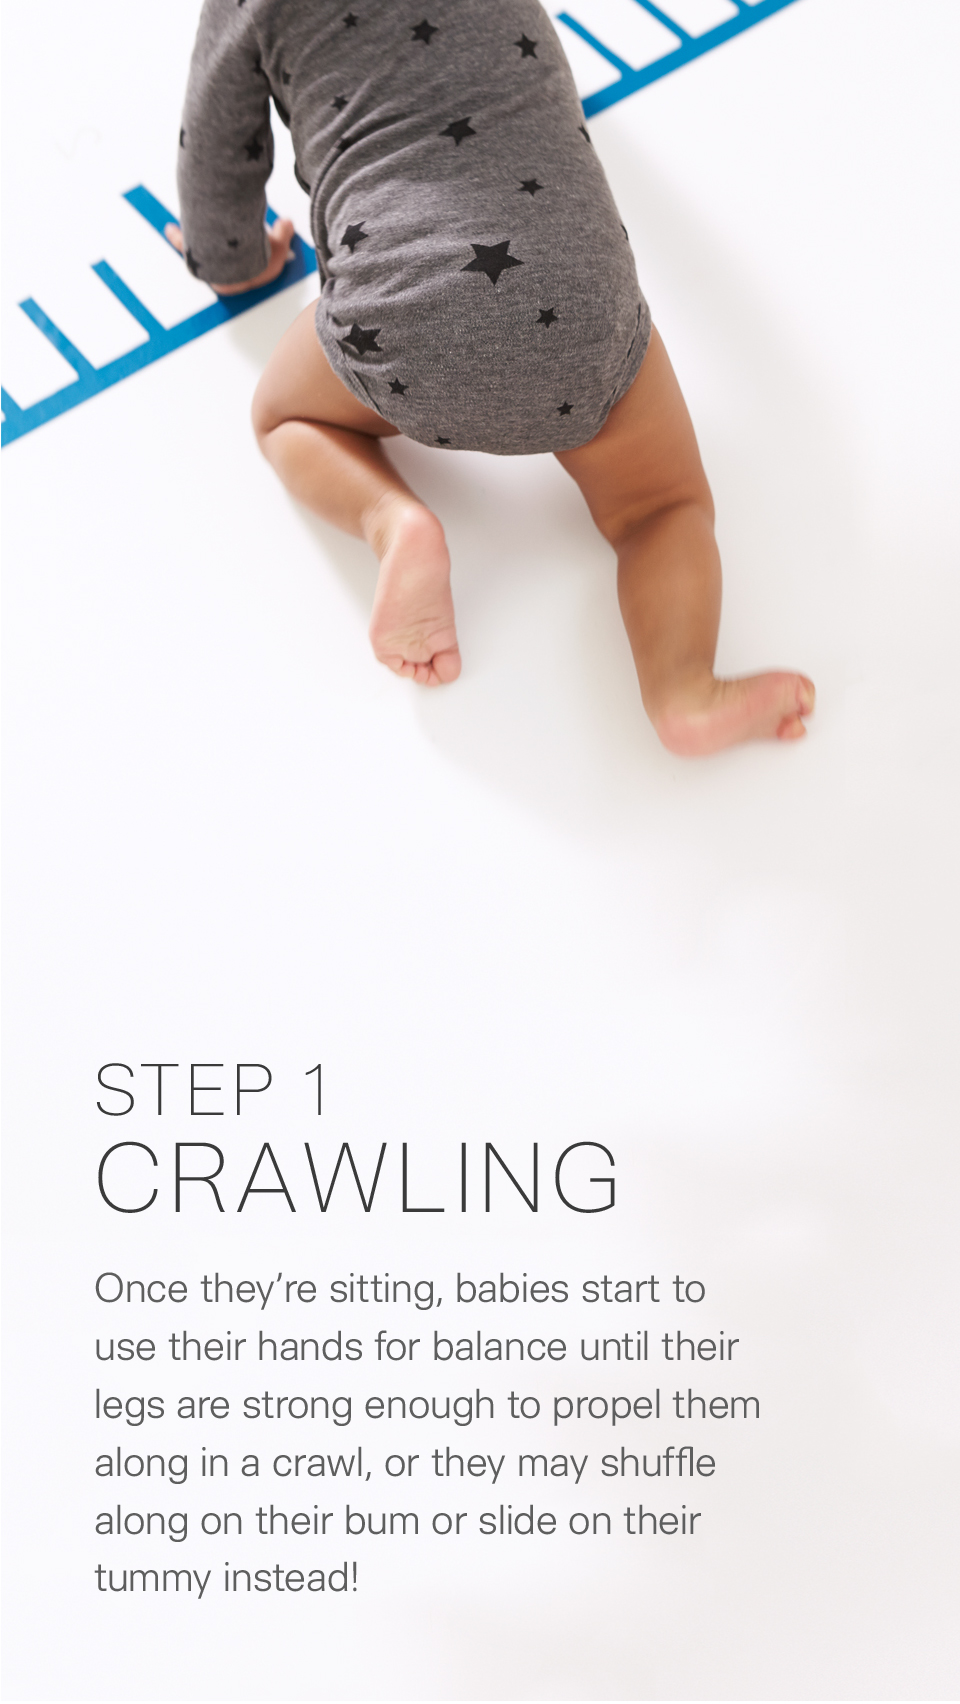 STEP 1
CRAWLING
Once they’re sitting, babies start to
use their hands for balance until their
legs are strong enough to propel them
along in a crawl, or they may shuffle
along on their bum or slide on their
tummy instead!